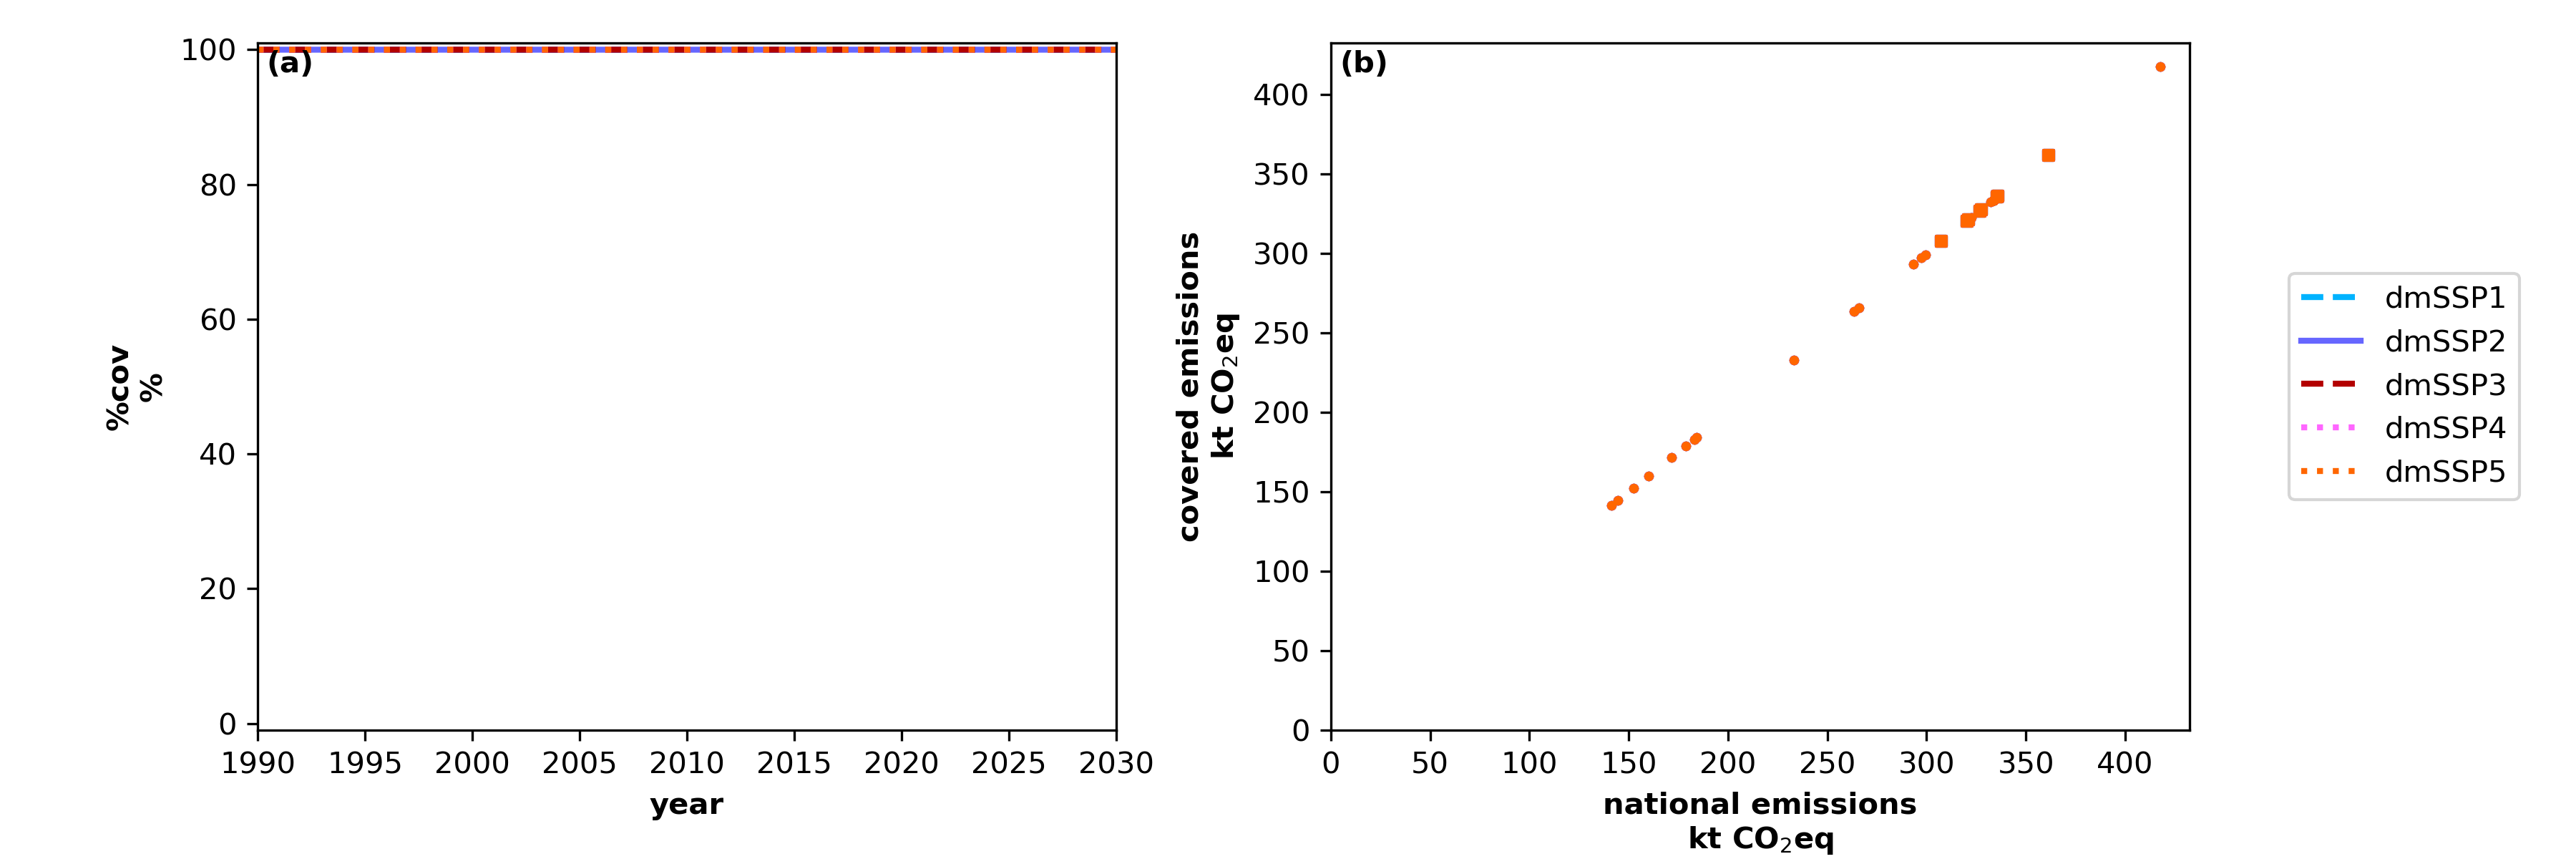 (a)
100
80
60
40
20
0
%cov
%
1990 1995 2000 2005 2010 2015 2020 2025 2030
year
(b)
400
350
300
250
200
150
100
50
0
covered emissions
kt CO₂eq
0 50 100 150 200 250 300 350 400
national emissions
kt CO₂eq
dmSSP1
dmSSP2
dmSSP3
dmSSP4
dmSSP5